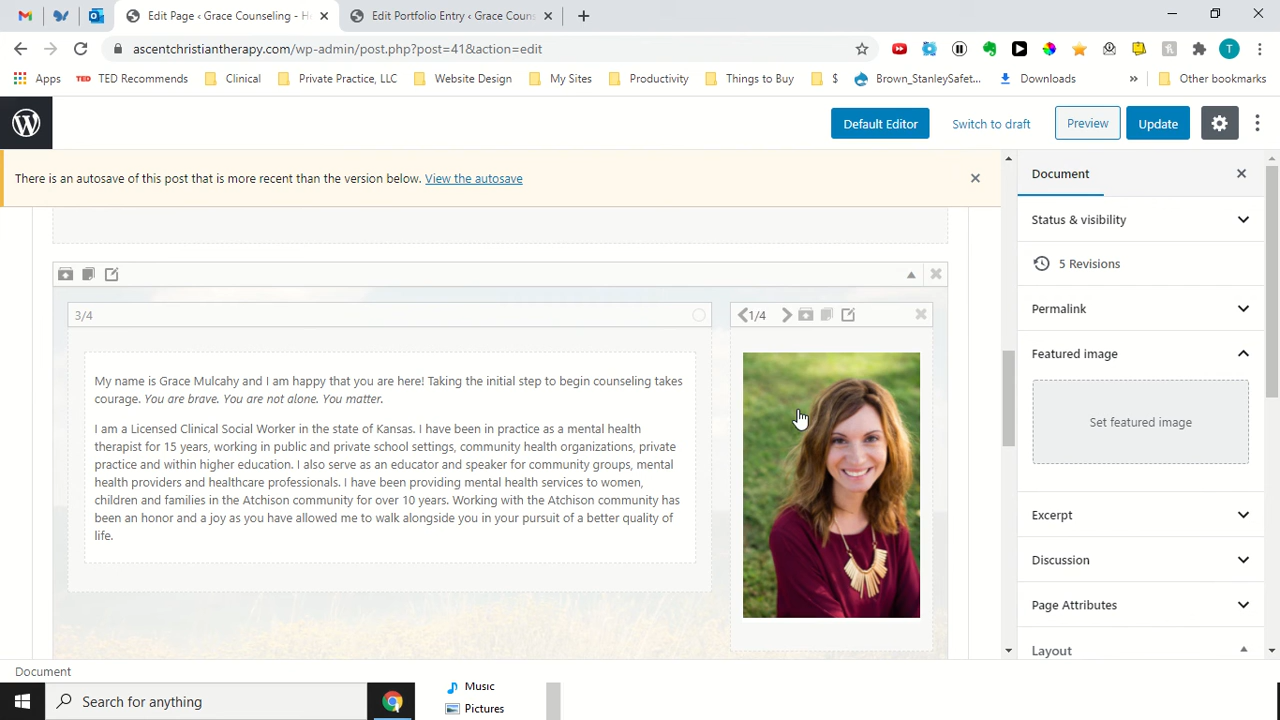 Edit Page ‹ Grace Counseling - H
Edit Portfolio Entry ‹ Grace Couns
ascentchristiantherapy.com/wp-admin/post.php?post=41&action=edit
T
Apps
TED TED Recommends
Clinical
Private Practice, LLC
Website Design
My Sites
Productivity
Things to Buy
$
Brown_StanleySafet...
Downloads
»
Other bookmarks
Default Editor
Switch to draft
Preview
Update
There is an autosave of this post that is more recent than the version below. View the autosave
Document
Status & visibility
5 Revisions
Permalink
Featured image
Set featured image
Excerpt
Discussion
Page Attributes
Layout
3/4
1/4
My name is Grace Mulcahy and I am happy that you are here! Taking the initial step to begin counseling takes
courage. You are brave. You are not alone. You matter.
I am a Licensed Clinical Social Worker in the state of Kansas. I have been in practice as a mental health
therapist for 15 years, working in public and private school settings, community health organizations, private
practice and within higher education. I also serve as an educator and speaker for community groups, mental
health providers and healthcare professionals. I have been providing mental health services to women,
children and families in the Atchison community for over 10 years. Working with the Atchison community has
been an honor and a joy as you have allowed me to walk alongside you in your pursuit of a better quality of
life.
Document
Search for anything
Music
Pictures